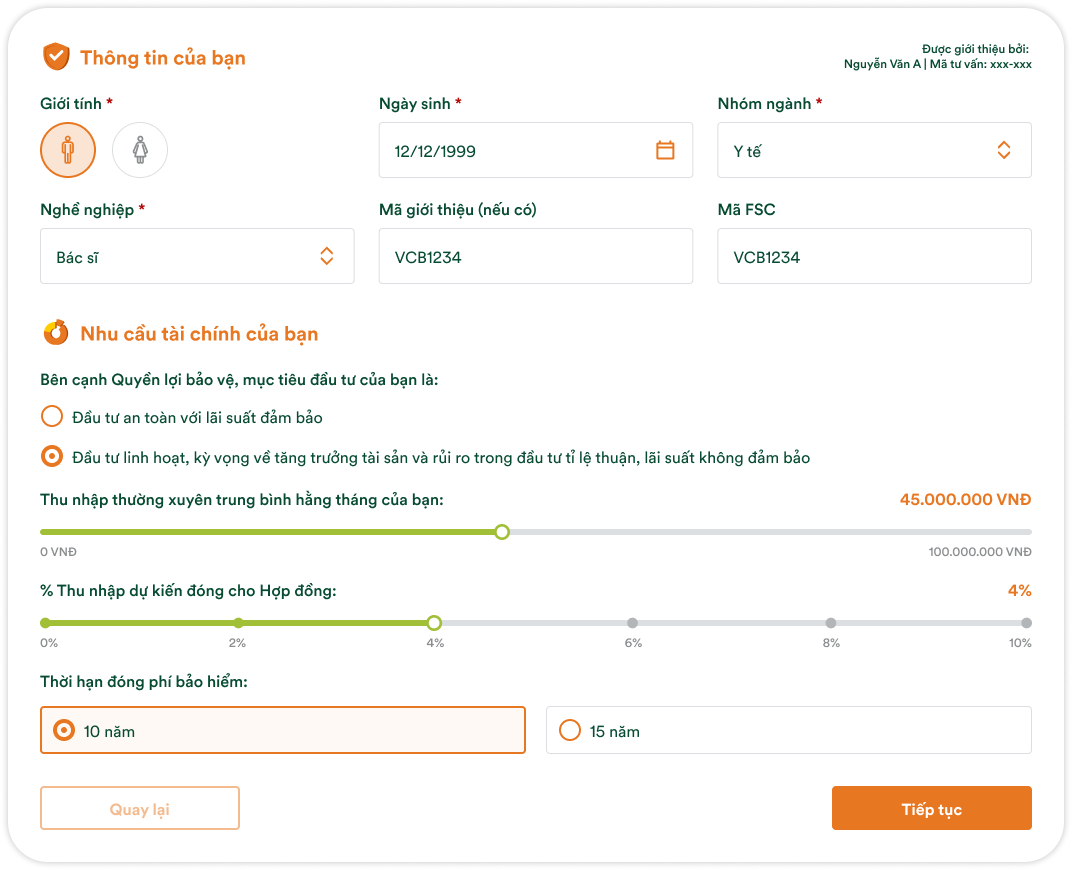 Thông tin của bạn
Được giới thiệu bởi:
Nguyễn Văn A | Mã tư vấn: xxx-xxx
Giới tính *
Ngày sinh *
Nhóm ngành *
12/12/1999
Y tế
Nghề nghiệp *
Mã giới thiệu (nếu có)
Mã FSC
Bác sĩ
VCB1234
VCB1234
Nhu cầu tài chính của bạn
Bên cạnh Quyền lợi bảo vệ, mục tiêu đầu tư của bạn là:
Đầu tư an toàn với lãi suất đảm bảo
Đầu tư linh hoạt, kỳ vọng về tăng trưởng tài sản và rủi ro trong đầu tư tỉ lệ thuận, lãi suất không đảm bảo
Thu nhập thường xuyên trung bình hằng tháng của bạn:
45.000.000 VNĐ
0 VNĐ
100.000.000 VNĐ
% Thu nhập dự kiến đóng cho Hợp đồng:
4%
0%
2%
4%
6%
8%
10%
Thời hạn đóng phí bảo hiểm:
10 năm
15 năm
Quay lại
Tiếp tục